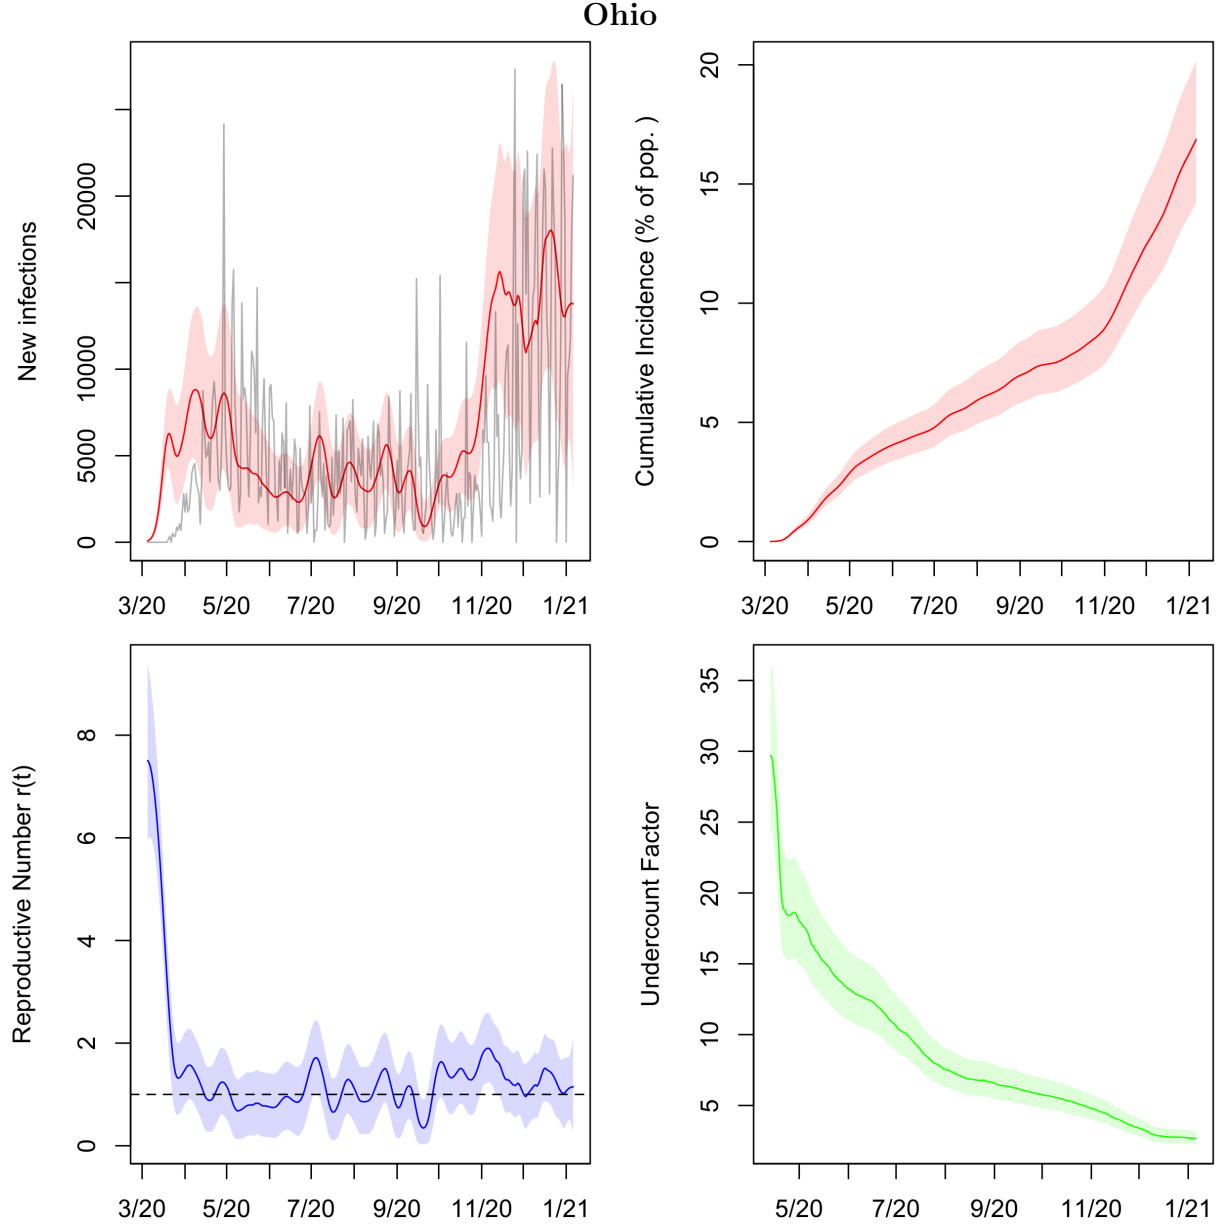 Ohio
New infections
0
5000
10000
20000
3/20 5/20 7/20 9/20 11/20 1/21
Cumulative Incidence (% of pop. )
0
5
10
15
20
3/20 5/20 7/20 9/20 11/20 1/21
Reproductive Number r(t)
0
2
4
6
8
3/20 5/20 7/20 9/20 11/20 1/21
Undercount Factor
5
10
15
20
25
30
35
5/20 7/20 9/20 11/20 1/21